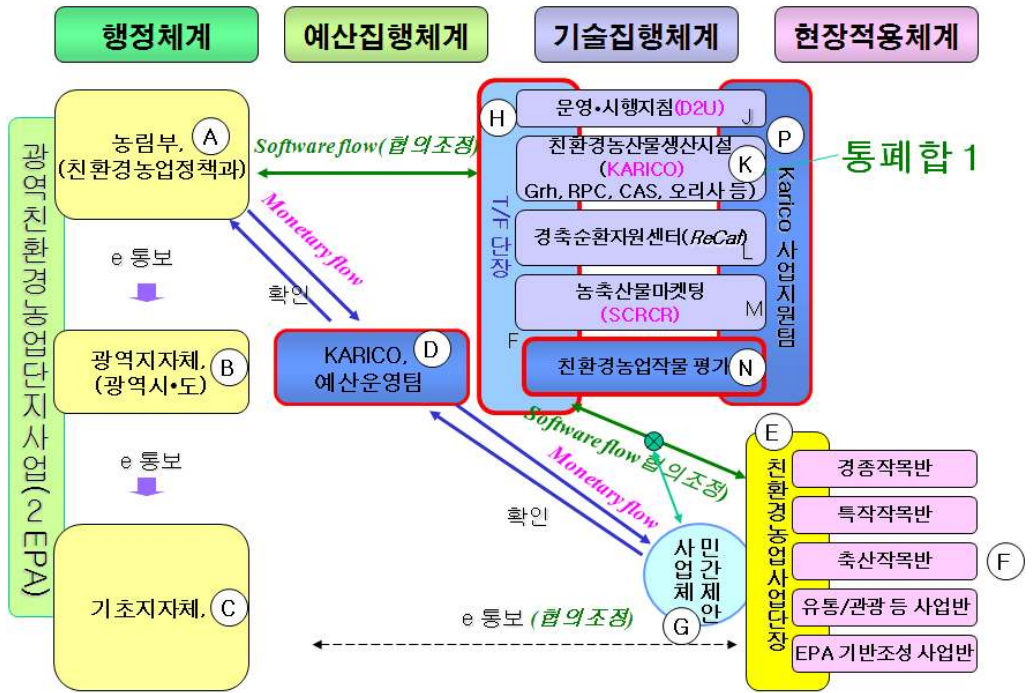 행정체계
예산집행체계
기술집행체계
현장적용체계
광역친환경농업단지사업(2 EPA)
농림부,
(친환경농업정책과)
A
e 통보
광역지자체,
(광역시•도)
B
e 통보
기초지자체,
C
Software flow(협의조정)
Monetary flow
확인
KARICO,
예산운영팀
D
H
T/F 단장
F
운영•시행지침(D2U)
J
친환경농산물생산시설
(KARICO)
Grh, RPC, CAS, 오리사 등)
K
경축순환자원센터(ReCaf)
L
농축산물마켓팅
(SCRCR)
M
친환경농업작물 평가
N
P
Karico 사업지원팀
통폐합 1
Software flow 협의조정)
Monetary flow
확인
민간제안
사업체
G
e 통보 (협의조정)
E
친환경농업사업단장
경종작목반
특작작목반
축산작목반
F
유통/관광 등 사업반
EPA 기반조성 사업반